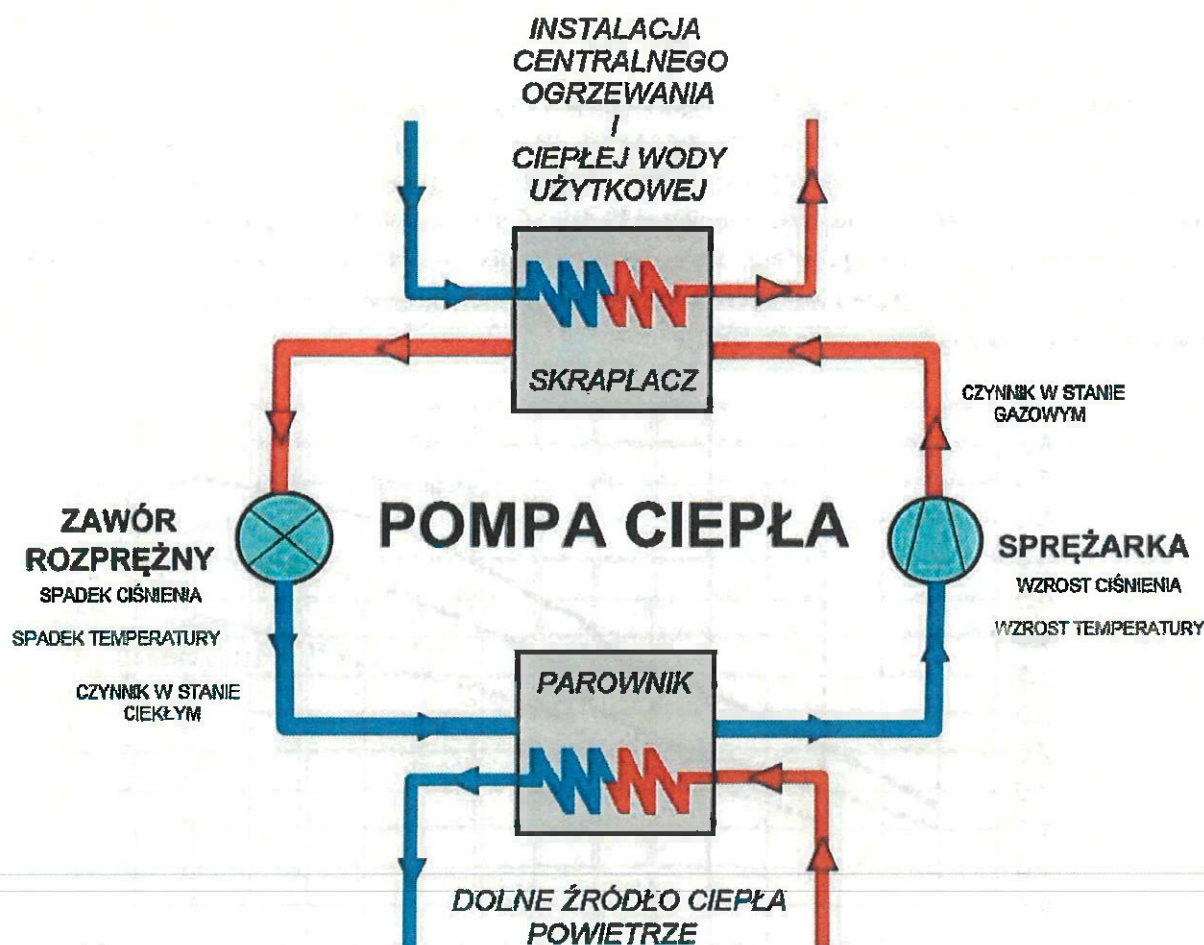 INSTALACJA
CENTRALNEGO
OGRZEWANIA
I
CIEPŁEJ WODY
UŻYTKOWEJ
SKRAPLACZ
CZYNNIK W STANIE
GAZOWYM
ZAWÓR
ROZPRĘŻNY
SPADEK CIŚNIENIA
SPADEK TEMPERATURY
CZYNNIK W STANIE
CIEKŁYM
POMPA CIEPŁA
SPRĘŻARKA
WZROST CIŚNIENIA
WZROST TEMPERATURY
PAROWNIK
DOLNE ŹRÓDŁO CIEPŁA
POWIETRZE